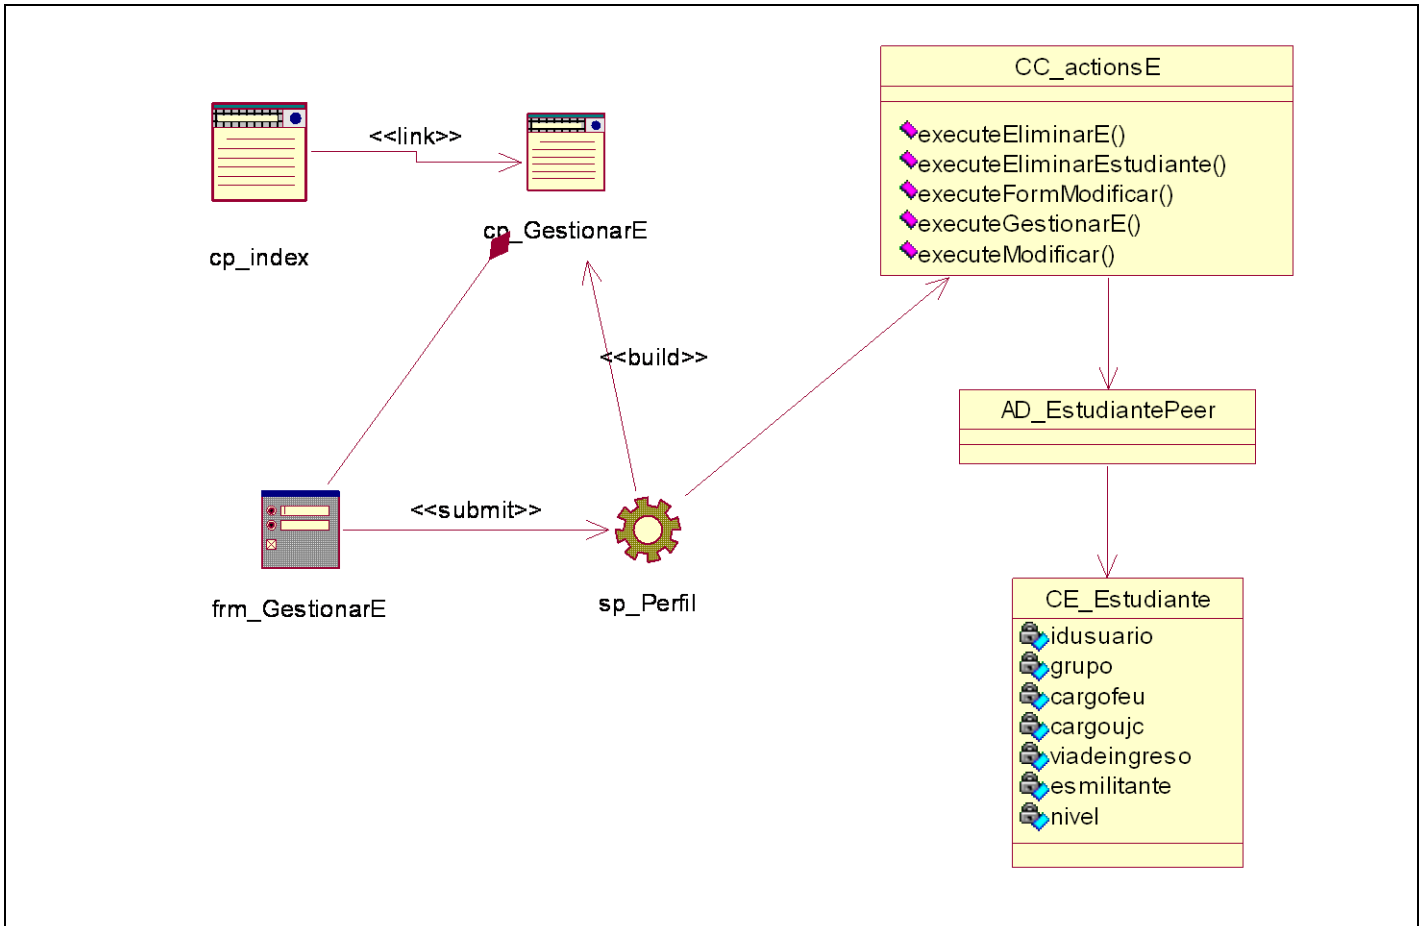 <<link>>
cp_index
cp_GestionarE
<<build>>
<<submit>>
frm_GestionarE
sp_Perfil
CC_actionsE
executeEliminarE()
executeEliminarEstudiante()
executeFormModificar()
executeGestionarE()
executeModificar()
AD_EstudiantePeer
CE_Estudiante
idusuario
grupo
cargofeu
cargoujc
viadeingreso
esmilitante
nivel